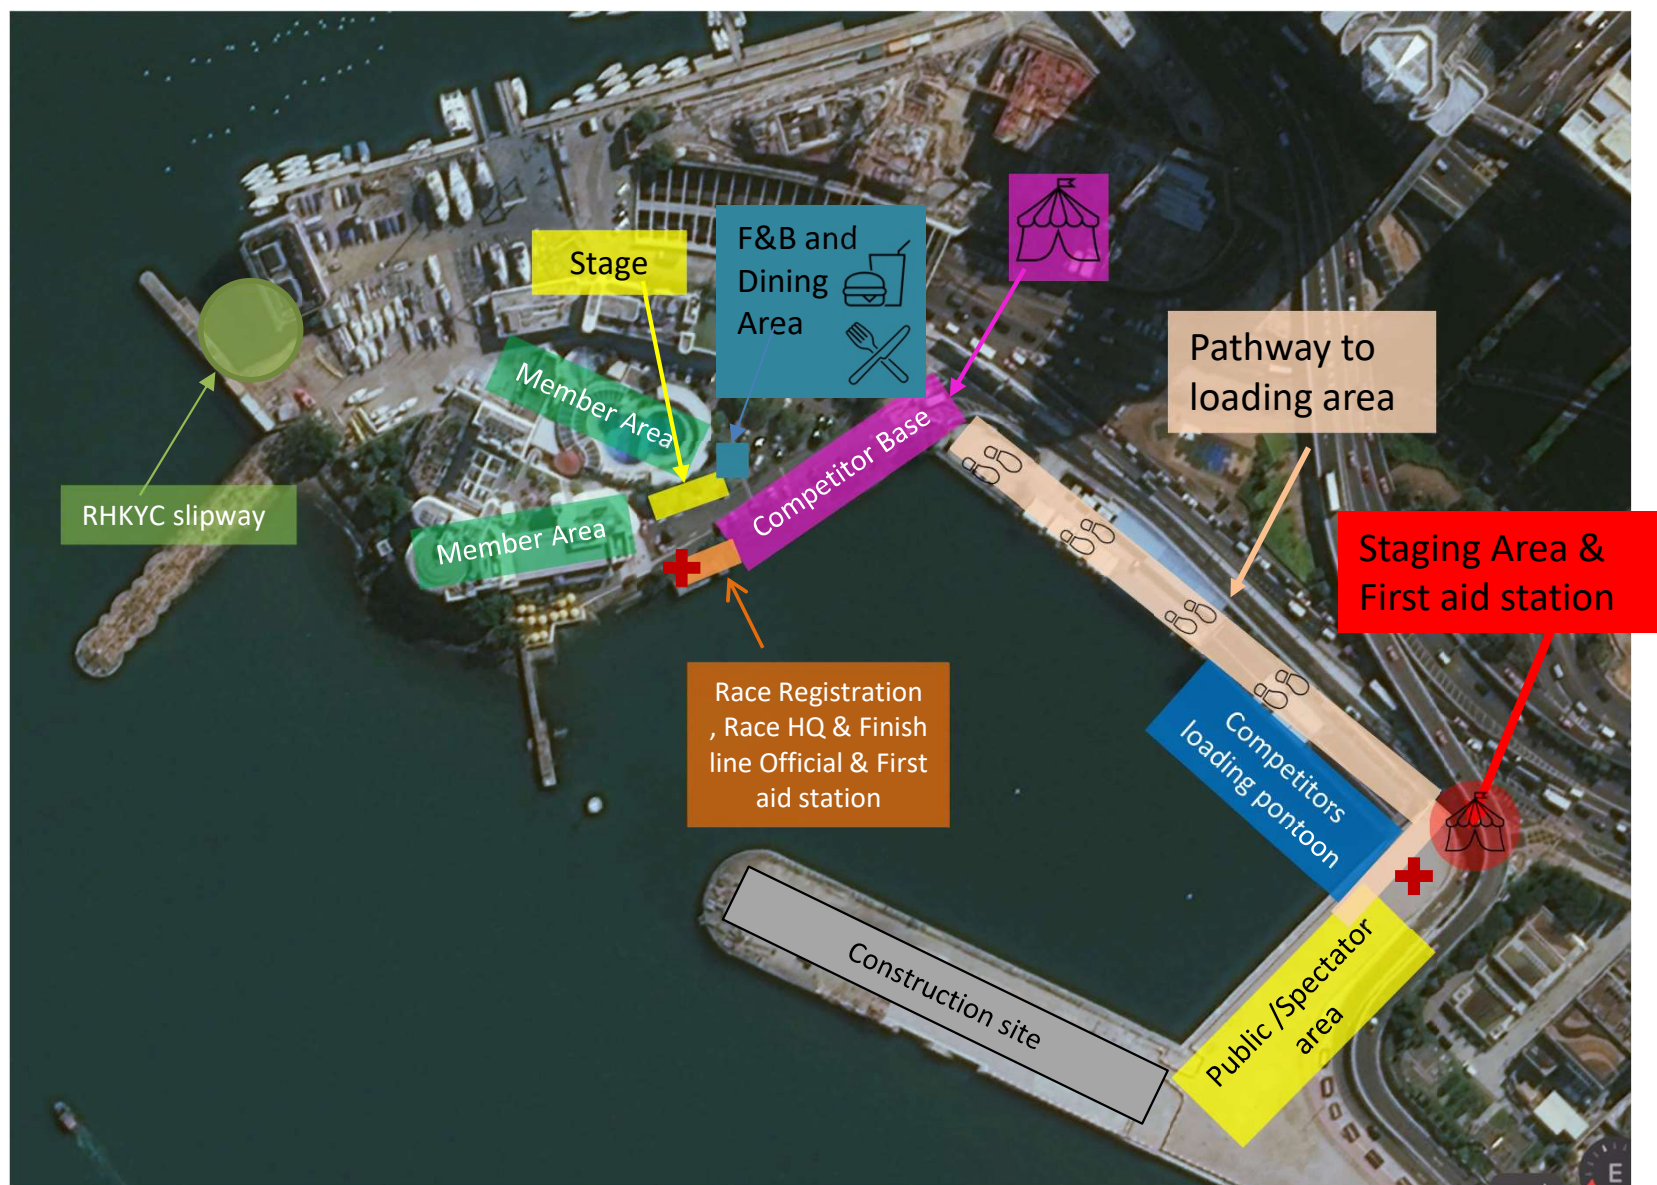 Stage
F&B and
Dining
Area
Pathway to
loading area
Member Area
Competitor Base
RHKYC slipway
Member Area
Staging Area &
First aid station
Race Registration
, Race HQ & Finish
line Official & First
aid station
Competitors
loading pontoon
Construction site
Public /Spectator
area
E